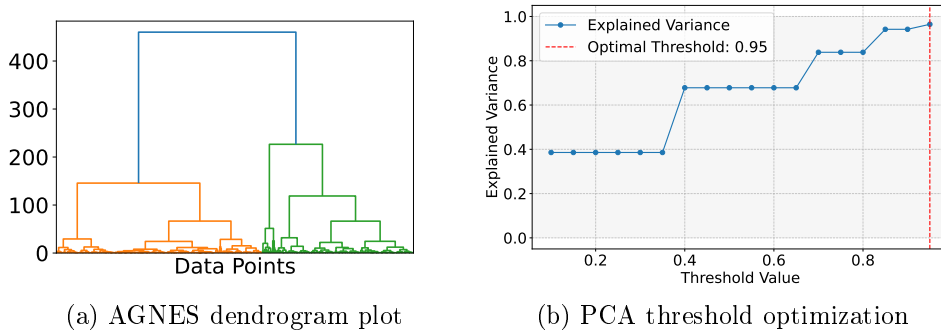 400
300
200
100
0
Data Points
(a) AGNES dendrogram plot
1.0
0.8
0.6
0.4
0.2
0.0
Explained Variance
Explained Variance
Optimal Threshold: 0.95
0.2 0.4 0.6 0.8
Threshold Value
(b) PCA threshold optimization